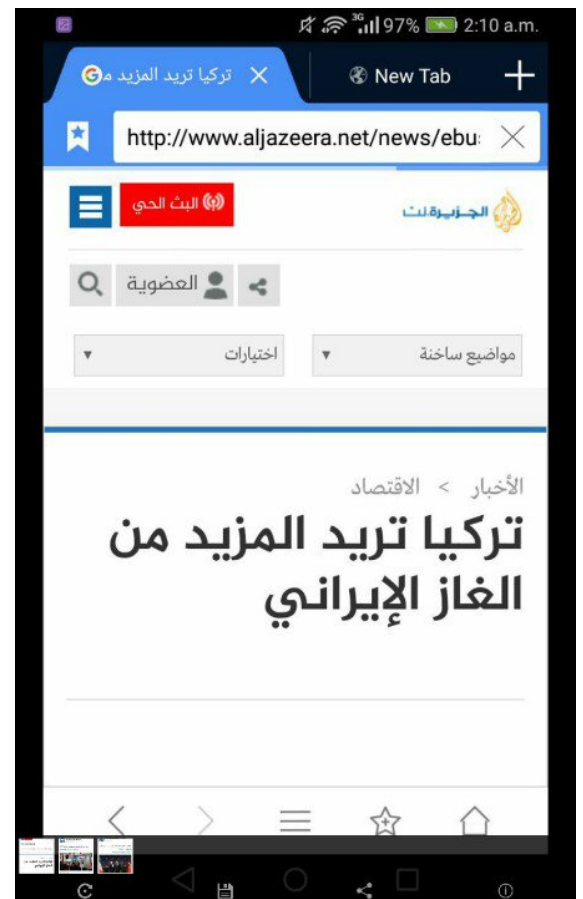 3G 97% 2:10 a.m.
تركيا تريد المزيد م
New Tab
http://www.aljazeera.net/news/ebu
البث الحي
الجزيرة نت
العضوية
مواضيع ساخنة
اختيارات
الأخبار > الاقتصاد
تركيا تريد المزيد من
الغاز الإيراني